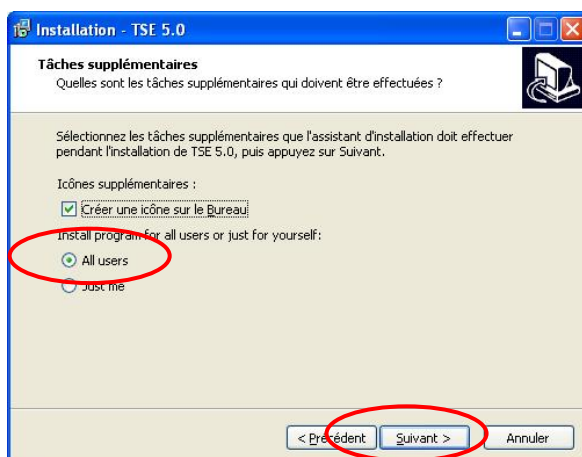 Installation - TSE 5.0
Tâches supplémentaires
Quelles sont les tâches supplémentaires qui doivent être effectuées ?
Sélectionnez les tâches supplémentaires que l'assistant d'installation doit effectuer
pendant l'installation de TSE 5.0, puis appuyez sur Suivant.
Icônes supplémentaires :
Créer une icône sur le Bureau
Install program for all users or just for yourself:
All users
Just me
< Précédent Suivant > Annuler